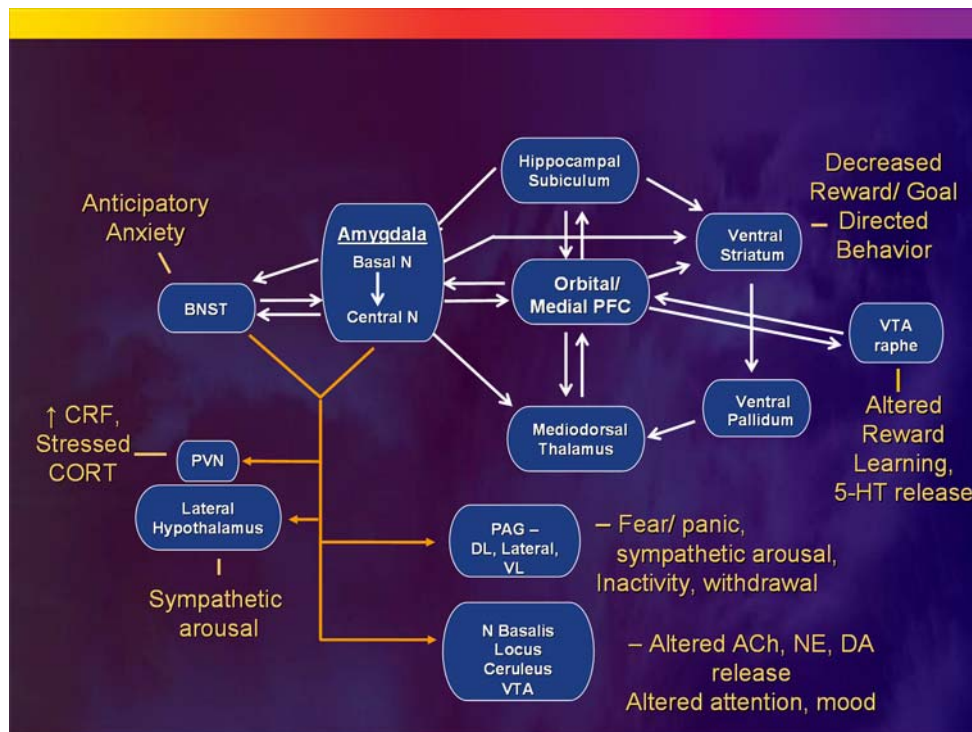 Hippocampal
Subiculum
Decreased
Reward/ Goal
Directed
Behavior
Anticipatory
Anxiety
Amygdala
Basal N
Central N
Ventral
Striatum
BNST
Orbital/
Medial PFC
VTA
raphe
Altered
Reward
Learning,
5-HT release
Ventral
Pallidum
Mediodorsal
Thalamus
↑ CRF,
Stressed
CORT
PVN
Lateral
Hypothalamus
Sympathetic
arousal
PAG –
DL, Lateral,
VL
– Fear/ panic,
sympathetic arousal,
Inactivity, withdrawal
N Basalis
Locus
Ceruleus
VTA
– Altered ACh, NE, DA
release
Altered attention, mood